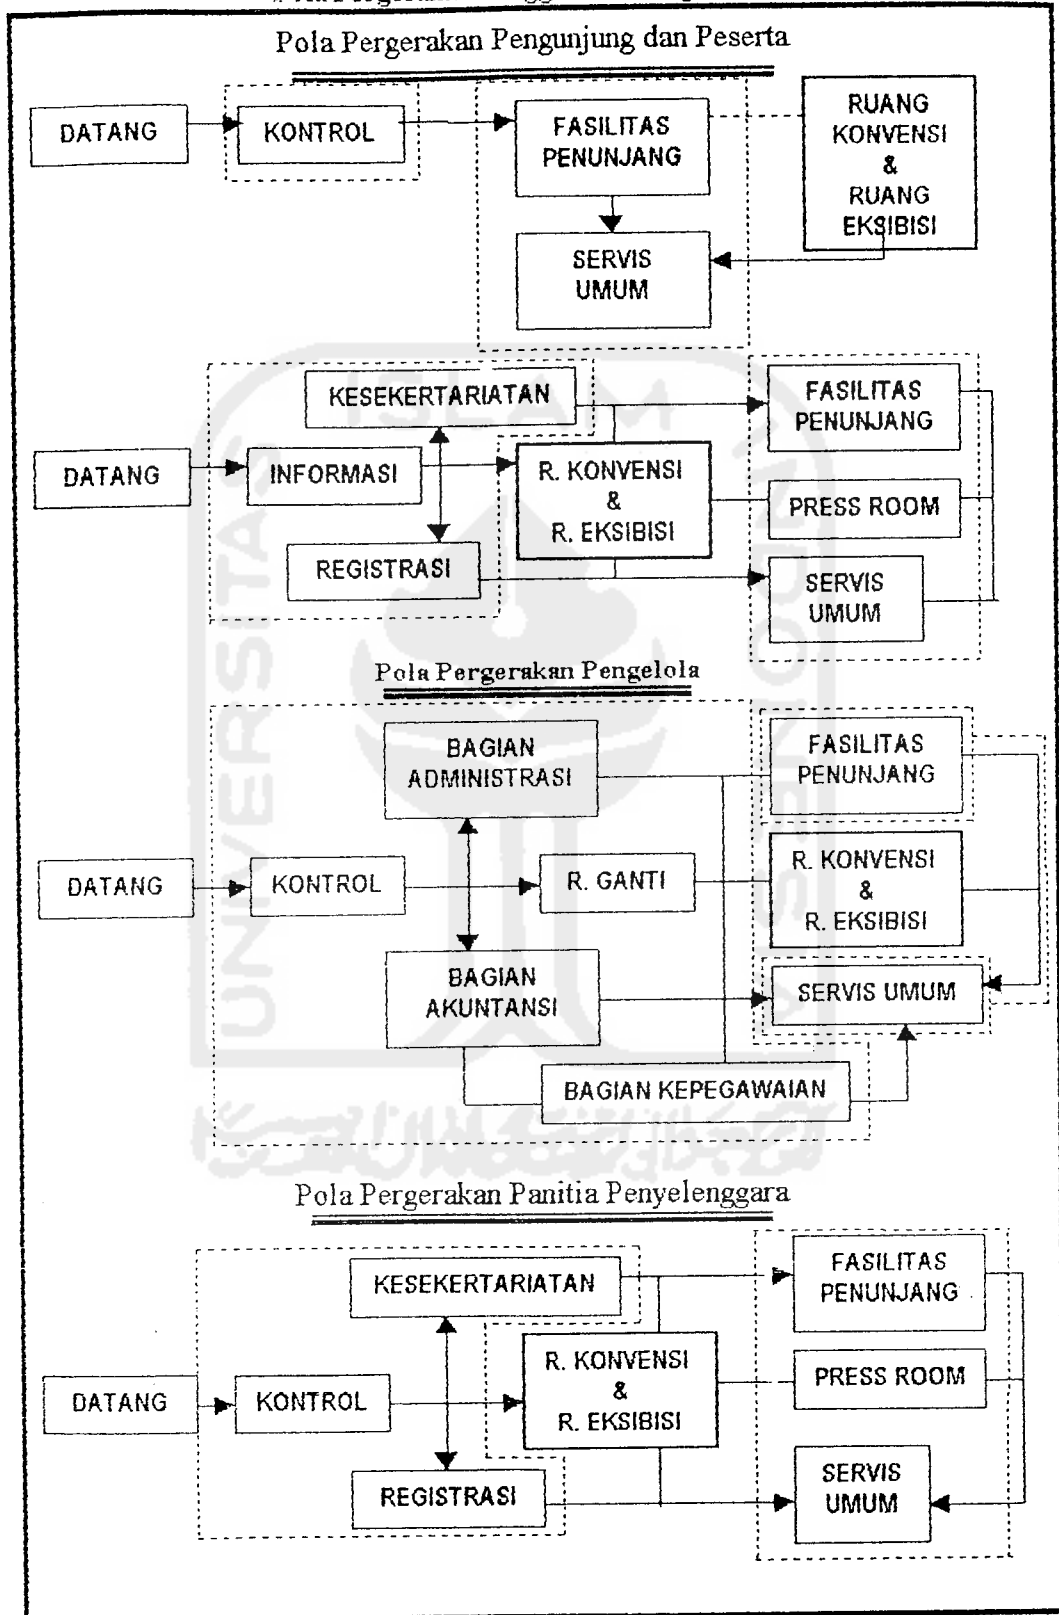 Pola Pergerakan Pengunjung dan Peserta
DATANG
KONTROL
FASILITAS
PENUNJANG
RUANG
KONVENSI
&
RUANG
EKSIBISI
SERVIS
UMUM
KESEKERTARIATAN
FASILITAS
PENUNJANG
DATANG
INFORMASI
R. KONVENSI
&
R. EKSIBISI
PRESS ROOM
REGISTRASI
SERVIS
UMUM
Pola Pergerakan Pengelola
BAGIAN
ADMINISTRASI
FASILITAS
PENUNJANG
DATANG
KONTROL
R. GANTI
R. KONVENSI
&
R. EKSIBISI
BAGIAN
AKUNTANSI
SERVIS UMUM
BAGIAN KEPEGAWAIAN
Pola Pergerakan Panitia Penyelenggara
KESEKERTARIATAN
FASILITAS
PENUNJANG
DATANG
KONTROL
R. KONVENSI
&
R. EKSIBISI
PRESS ROOM
REGISTRASI
SERVIS
UMUM
UNIVERSITAS
ISLAM
INDONESIA